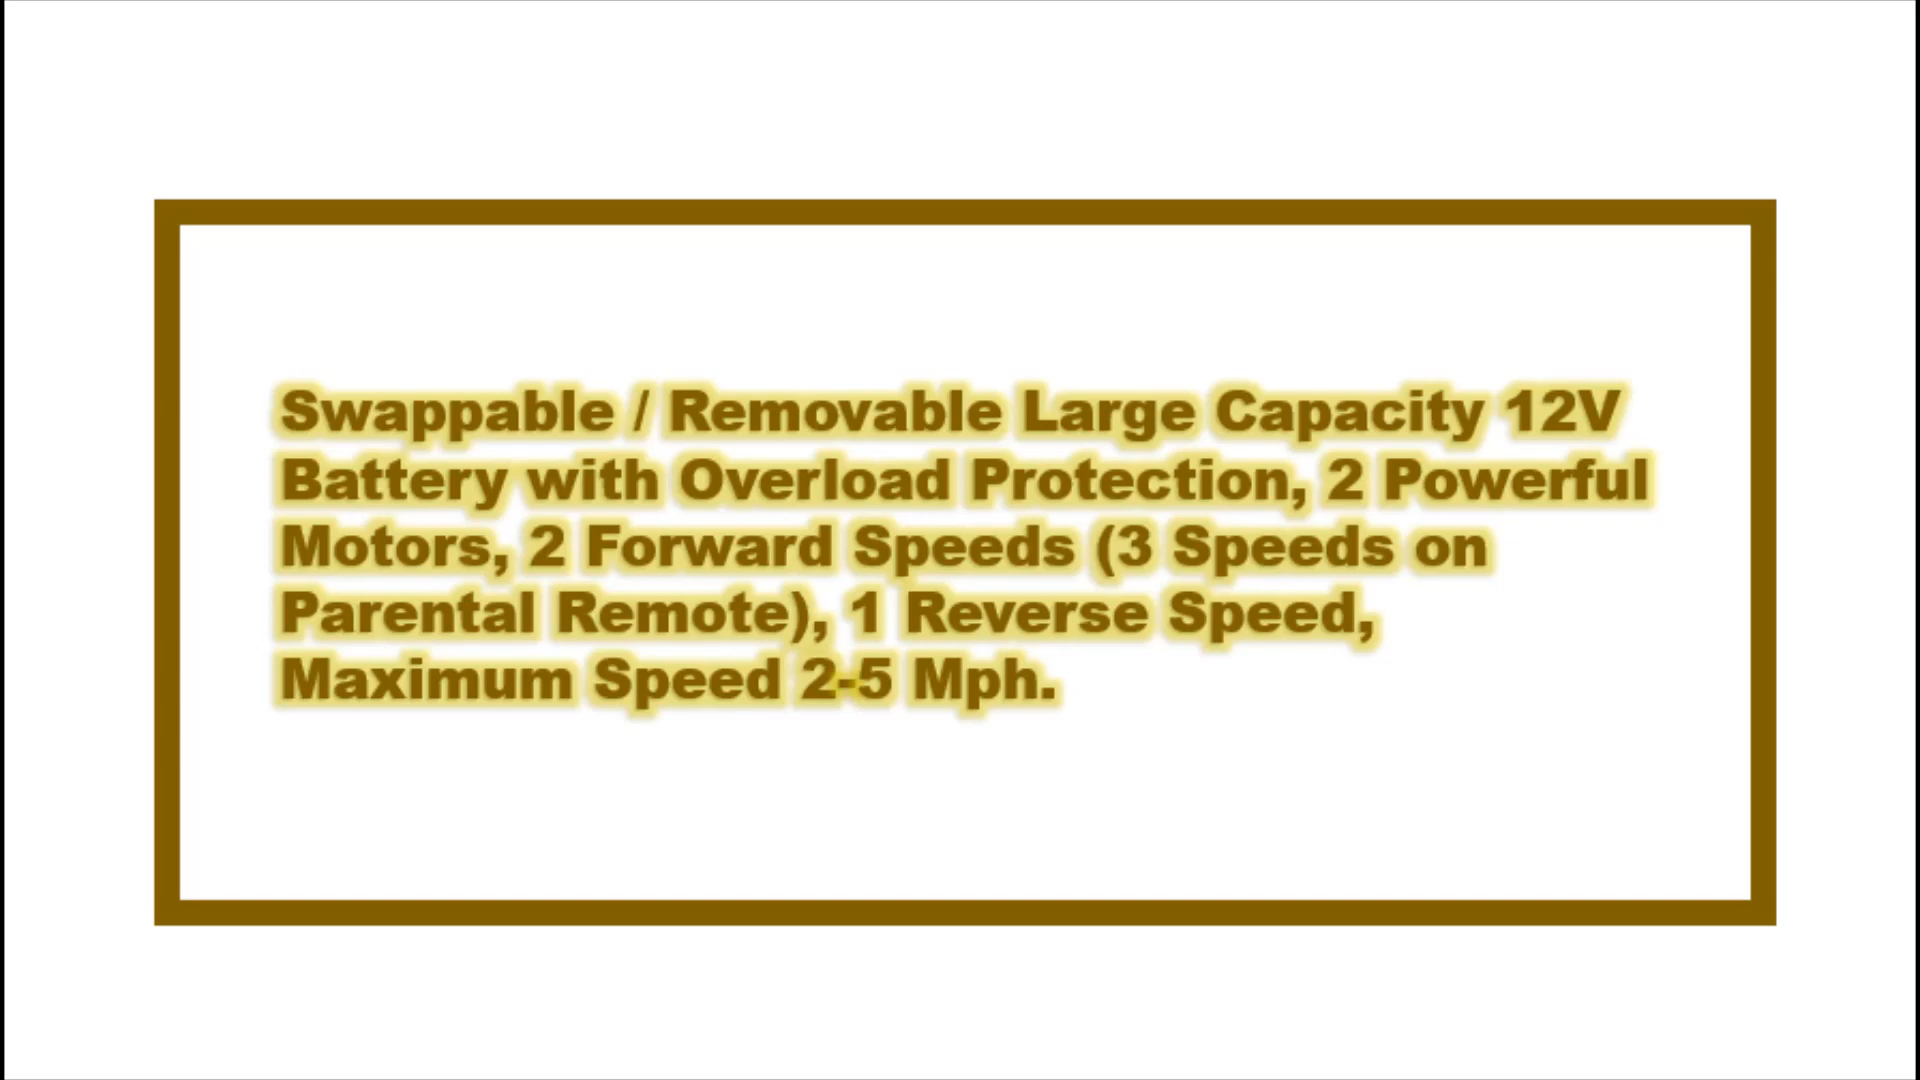 Swappable / Removable Large Capacity 12V
Battery with Overload Protection, 2 Powerful
Motors, 2 Forward Speeds (3 Speeds on
Parental Remote), 1 Reverse Speed,
Maximum Speed 2-5 Mph.